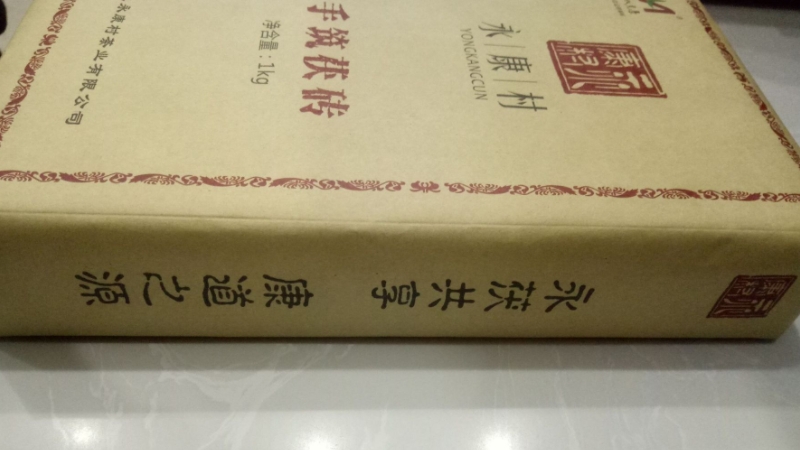 永|康|村
YONGKANGCUN
手筑茯砖
净含量：1kg
永康村茶业有限公司
永茯共享 康道之源